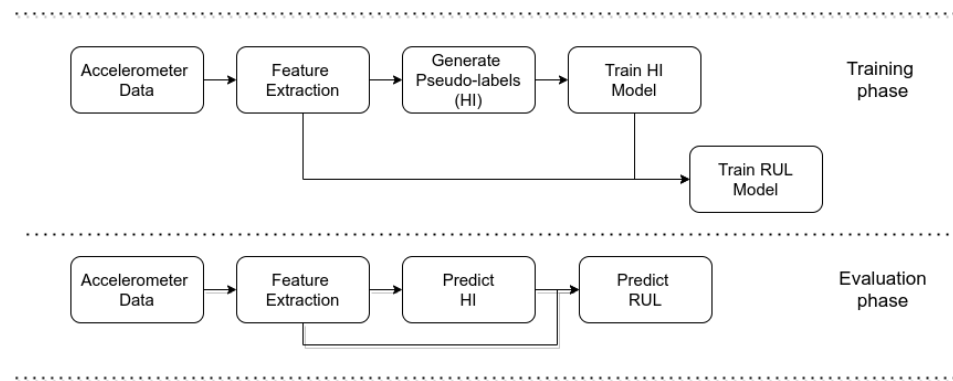 Accelerometer
Data
Feature
Extraction
Generate
Pseudo-labels
(HI)
Train HI
Model
Training
phase
Train RUL
Model
Accelerometer
Data
Feature
Extraction
Predict
HI
Predict
RUL
Evaluation
phase